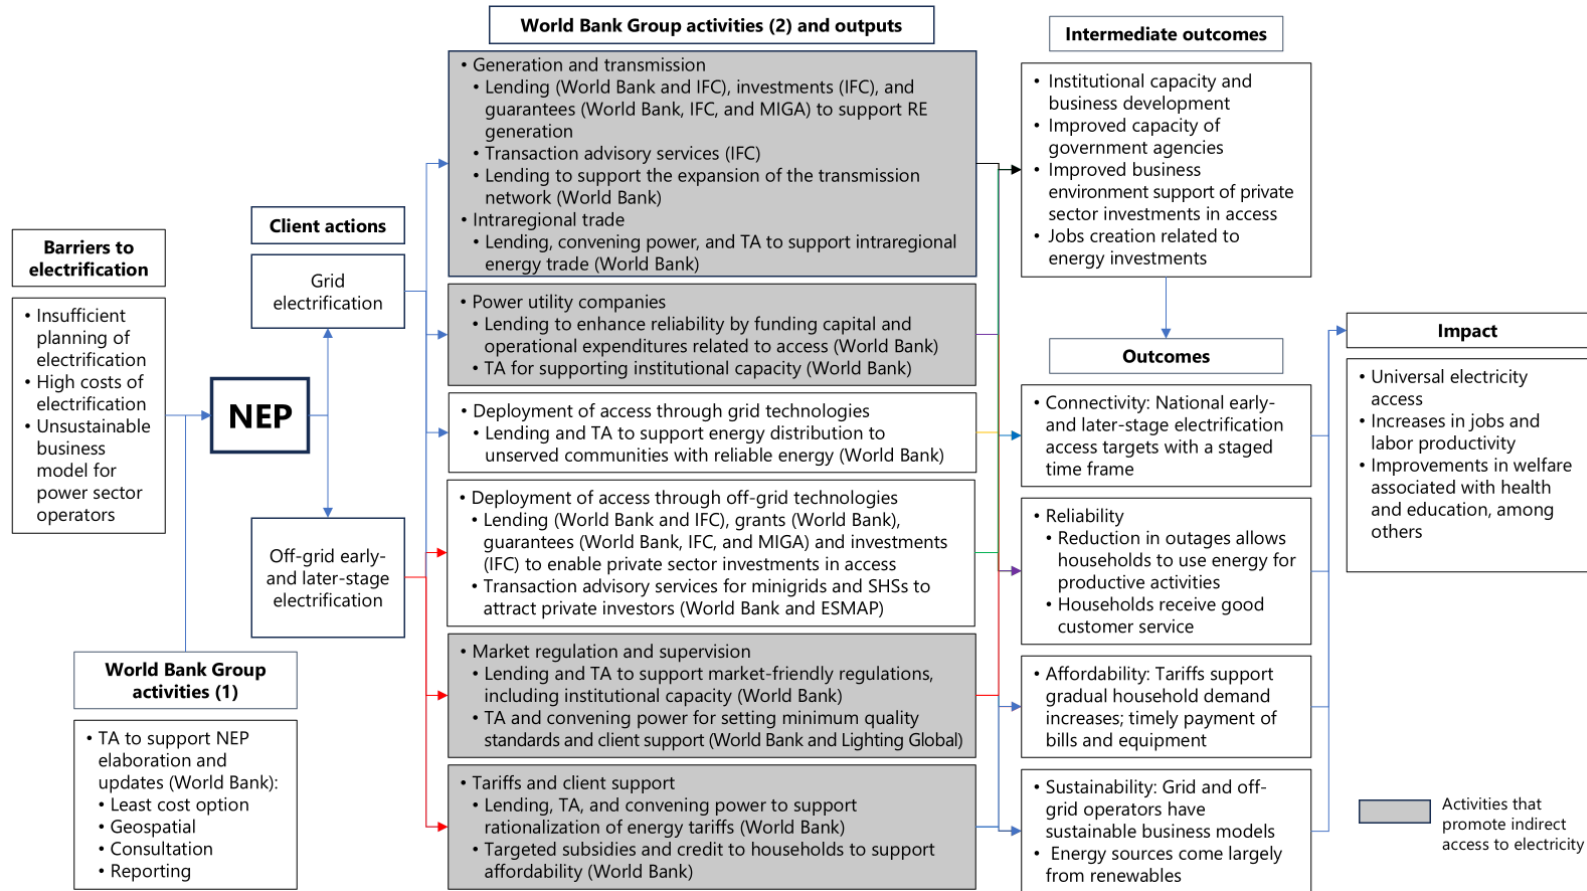 World Bank Group activities (2) and outputs
• Generation and transmission
• Lending (World Bank and IFC), investments (IFC), and
guarantees (World Bank, IFC, and MIGA) to support RE
generation
• Transaction advisory services (IFC)
• Lending to support the expansion of the transmission
network (World Bank)
• Intraregional trade
• Lending, convening power, and TA to support intraregional
energy trade (World Bank)
Intermediate outcomes
• Institutional capacity and
business development
• Improved capacity of
government agencies
• Improved business
environment support of private
sector investments in access
• Jobs creation related to
energy investments
Client actions
Grid
electrification
Barriers to
electrification
• Insufficient
planning of
electrification
• High costs of
electrification
• Unsustainable
business
model for
power sector
operators
NEP
• Power utility companies
• Lending to enhance reliability by funding capital and
operational expenditures related to access (World Bank)
• TA for supporting institutional capacity (World Bank)
• Deployment of access through grid technologies
• Lending and TA to support energy distribution to
unserved communities with reliable energy (World Bank)
Outcomes
• Connectivity: National early-
and later-stage electrification
access targets with a staged
time frame
Impact
• Universal electricity
access
• Increases in jobs and
labor productivity
• Improvements in welfare
associated with health
and education, among
others
Off-grid early-
and later-stage
electrification
• Deployment of access through off-grid technologies
• Lending (World Bank and IFC), grants (World Bank),
guarantees (World Bank, IFC, and MIGA) and investments
(IFC) to enable private sector investments in access
• Transaction advisory services for minigrids and SHSs to
attract private investors (World Bank and ESMAP)
• Reliability
• Reduction in outages allows
households to use energy for
productive activities
• Households receive good
customer service
World Bank Group
activities (1)
• TA to support NEP
elaboration and
updates (World Bank):
• Least cost option
• Geospatial
• Consultation
• Reporting
• Market regulation and supervision
• Lending and TA to support market-friendly regulations,
including institutional capacity (World Bank)
• TA and convening power for setting minimum quality
standards and client support (World Bank and Lighting Global)
• Affordability: Tariffs support
gradual household demand
increases; timely payment of
bills and equipment
• Tariffs and client support
• Lending, TA, and convening power to support
rationalization of energy tariffs (World Bank)
• Targeted subsidies and credit to households to support
affordability (World Bank)
• Sustainability: Grid and off-
grid operators have
sustainable business models
• Energy sources come largely
from renewables
Activities that
promote indirect
access to electricity